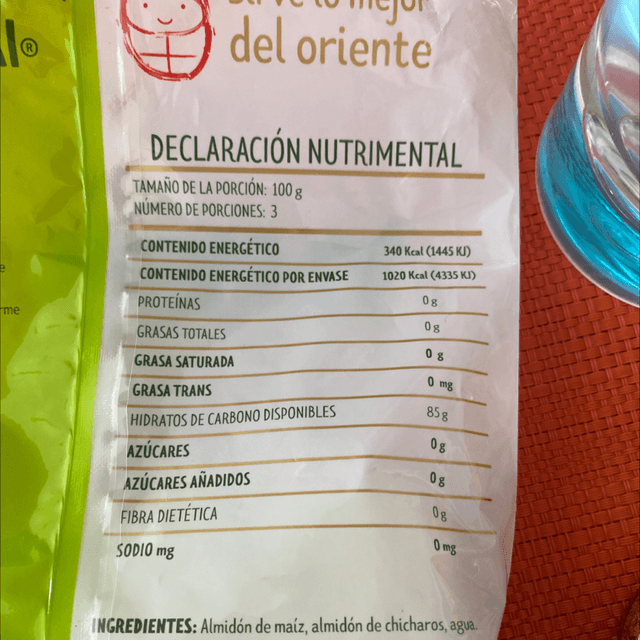 Sirve lo mejor
del oriente
DECLARACIÓN NUTRIMENTAL
TAMAÑO DE LA PORCIÓN: 100 g
NÚMERO DE PORCIONES: 3
CONTENIDO ENERGÉTICO 340 Kcal (1445 KJ)
CONTENIDO ENERGÉTICO POR ENVASE 1020 Kcal (4335 KJ)
PROTEÍNAS 0 g
GRASAS TOTALES 0 g
GRASA SATURADA 0 g
GRASA TRANS 0 mg
HIDRATOS DE CARBONO DISPONIBLES 85 g
AZÚCARES 0 g
AZÚCARES AÑADIDOS 0 g
FIBRA DIETÉTICA 0 g
SODIO mg 0 mg
INGREDIENTES: Almidón de maíz, almidón de chicharos, agua.